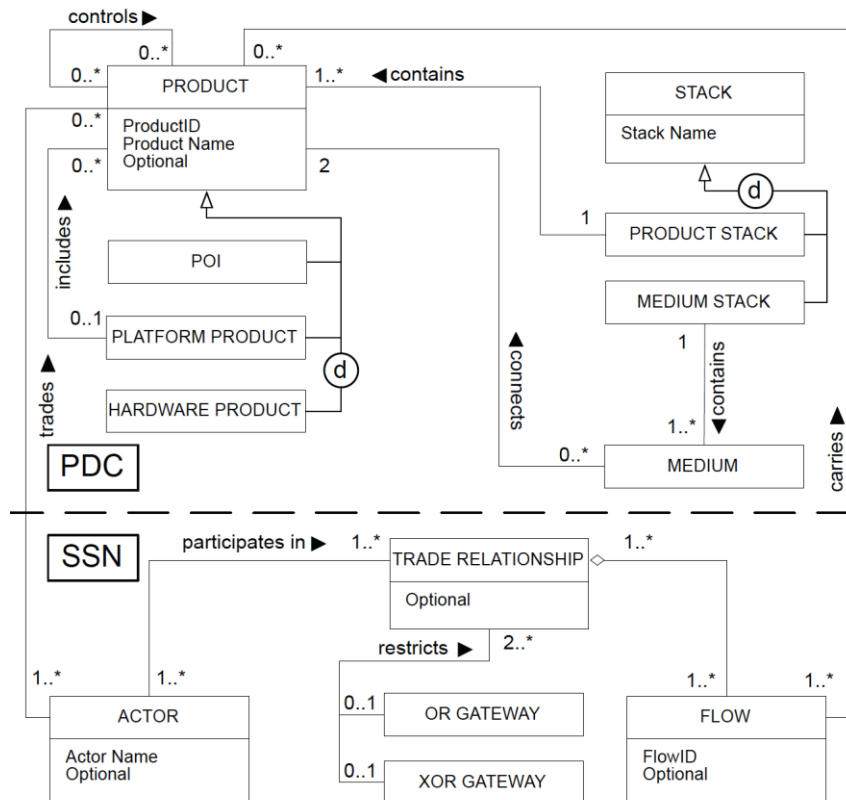 controls ▶
0..*
0..*
0..*
PRODUCT
1..*
◀ contains
STACK
0..*
ProductID
Product Name
Optional
Stack Name
0..*
2
d
includes ▶
POI
1
PRODUCT STACK
MEDIUM STACK
0..1
PLATFORM PRODUCT
1
d
trades ▶
HARDWARE PRODUCT
connects ▶
contains ▶
carries ▶
1..*
PDC
0..*
MEDIUM
SSN
participates in ▶
1..*
TRADE RELATIONSHIP
1..*
Optional
restricts ▶
2..*
1..*
1..*
0..1
1..*
1..*
ACTOR
OR GATEWAY
FLOW
Actor Name
Optional
0..1
XOR GATEWAY
FlowID
Optional